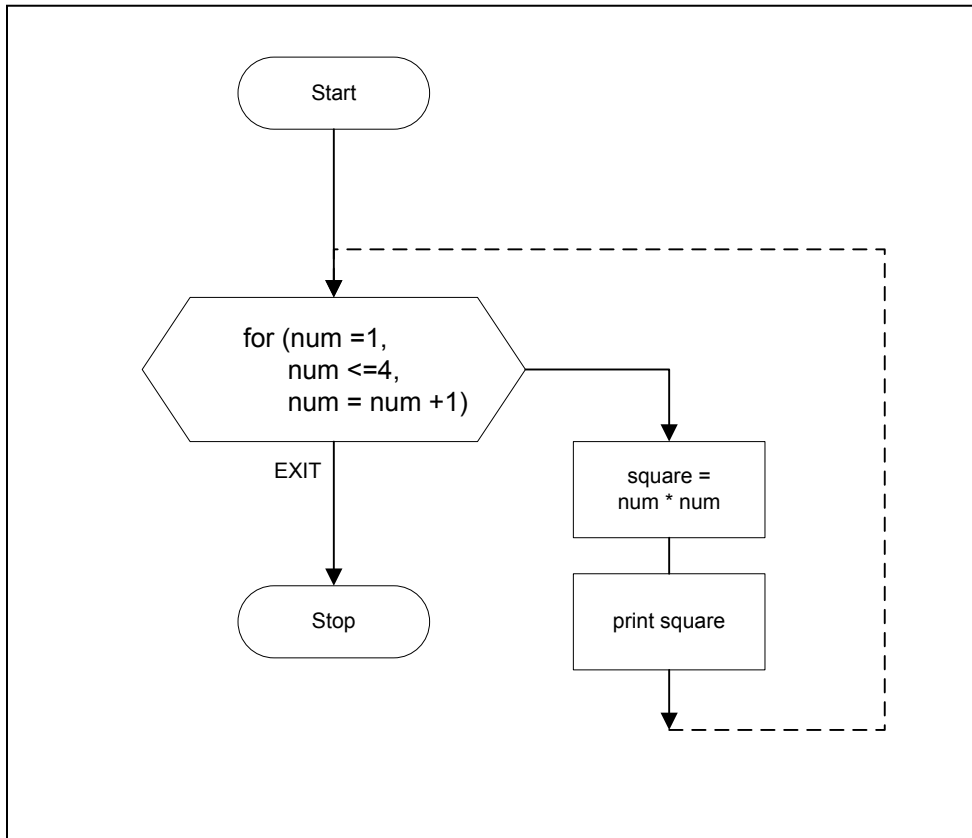 Start
for (num =1,
num <=4,
num = num +1)
EXIT
square =
num * num
print square
Stop